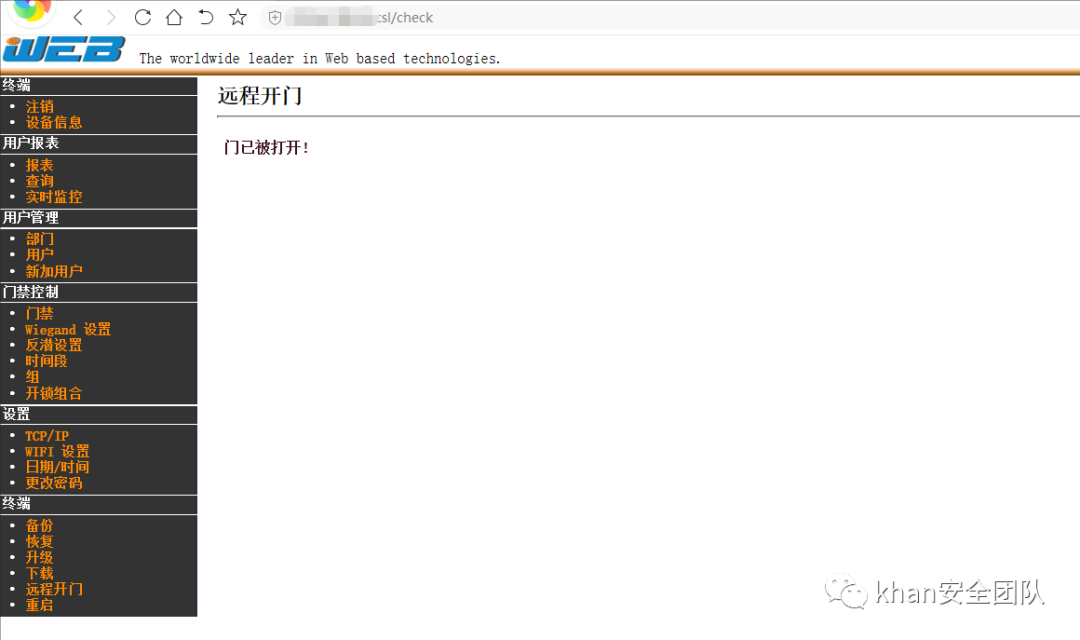 csl/check
iWEB
The worldwide leader in Web based technologies.
终端
注销
设备信息
用户报表
报表
查询
实时监控
用户管理
部门
用户
新加用户
门禁控制
门禁
Wiegand 设置
反潜设置
时间段
组
开锁组合
设置
TCP/IP
WIFI 设置
日期/时间
更改密码
终端
备份
恢复
升级
下载
远程开门
重启
远程开门
门已被打开!
khan安全团队